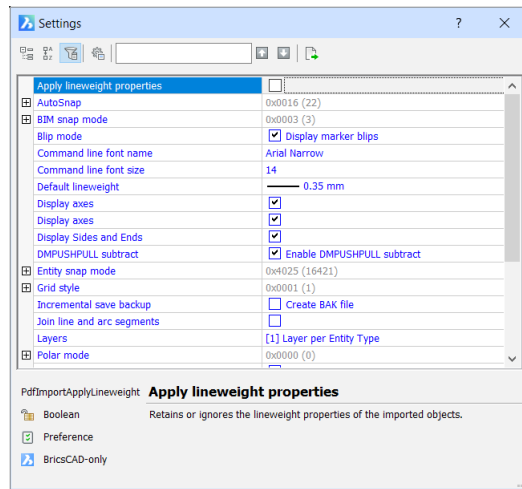 Settings
Apply lineweight properties
AutoSnap 0x0016 (22)
BIM snap mode 0x0003 (3)
Blip mode Display marker blips
Command line font name Arial Narrow
Command line font size 14
Default lineweight 0.35 mm
Display axes
Display axes
Display Sides and Ends
DMPUSHPULL subtract Enable DMPUSHPULL subtract
Entity snap mode 0x4025 (16421)
Grid style 0x0001 (1)
Incremental save backup Create BAK file
Join line and arc segments
Layers [1] Layer per Entity Type
Polar mode 0x0000 (0)
PdfImportApplyLineweight Apply lineweight properties
Boolean Retains or ignores the lineweight properties of the imported objects.
Preference
BricsCAD-only